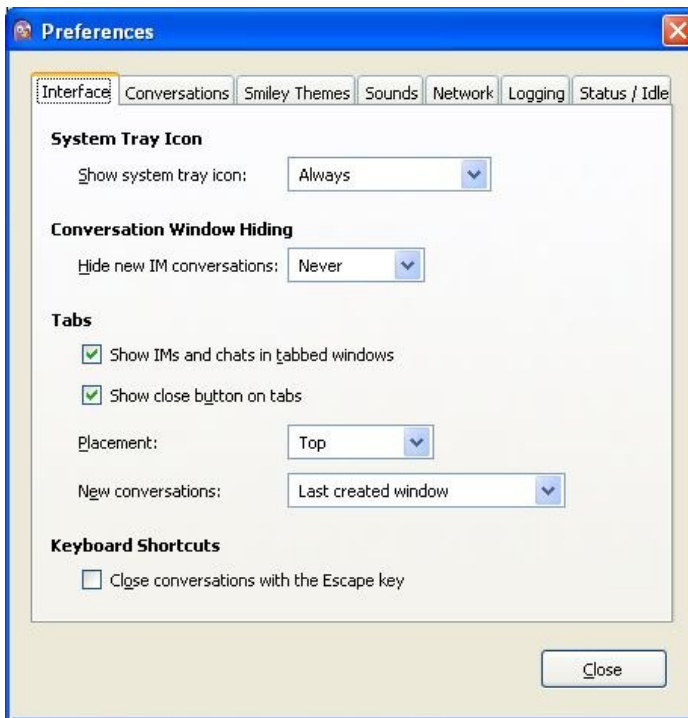 Preferences
Interface Conversations Smiley Themes Sounds Network Logging Status / Idle
System Tray Icon
Show system tray icon: Always
Conversation Window Hiding
Hide new IM conversations: Never
Tabs
Show IMs and chats in tabbed windows
Show close button on tabs
Placement: Top
New conversations: Last created window
Keyboard Shortcuts
Close conversations with the Escape key
Close